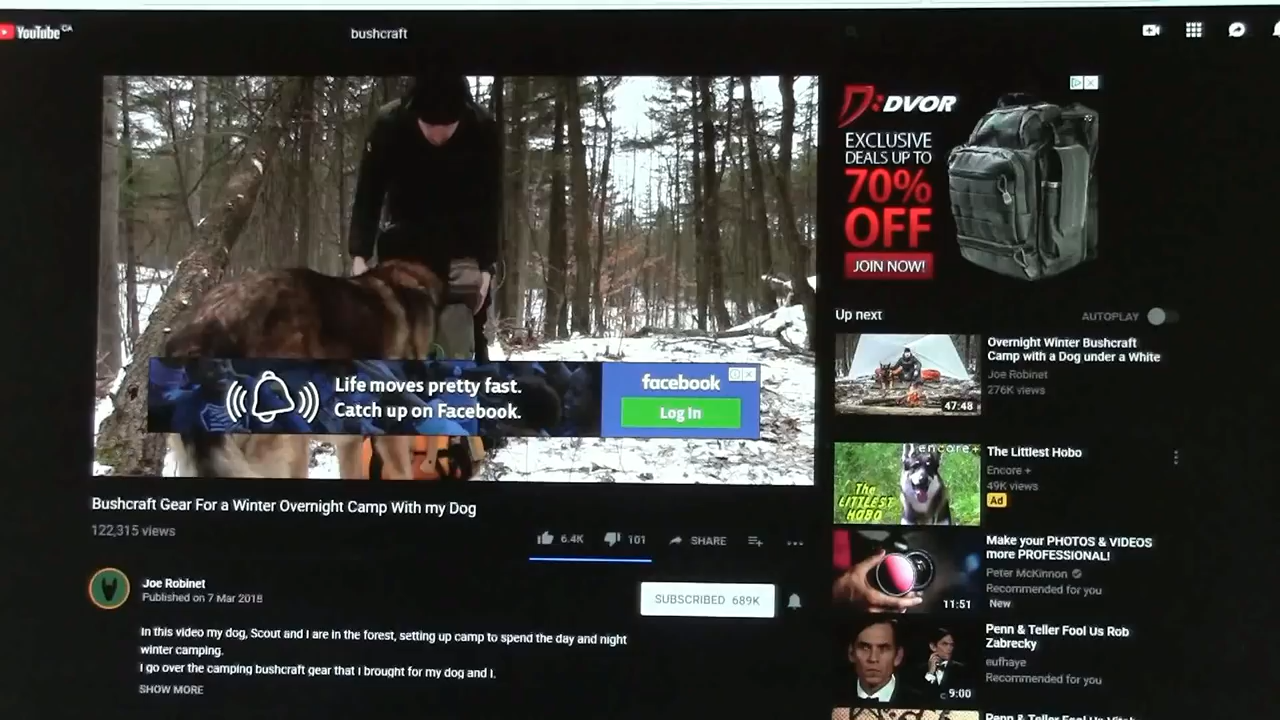 YouTube CA
bushcraft
DVOR
EXCLUSIVE
DEALS UP TO
70%
OFF
JOIN NOW!
Life moves pretty fast.
Catch up on Facebook.
facebook
Log In
Bushcraft Gear For a Winter Overnight Camp With my Dog
122,315 views
6.4K
101
SHARE
Joe Robinet
Published on 7 Mar 2018
SUBSCRIBED 689K
In this video my dog, Scout and I are in the forest, setting up camp to spend the day and night
winter camping.
I go over the camping bushcraft gear that I brought for my dog and I.
SHOW MORE
Up next
AUTOPLAY
47:48
Overnight Winter Bushcraft
Camp with a Dog under a White
Joe Robinet
276K views
encore+
The
LITTLEST
HOBO
The Littlest Hobo
Encore +
49K views
Ad
11:51
Make your PHOTOS & VIDEOS
more PROFESSIONAL!
Peter McKinnon
Recommended for you
New
9:00
Penn & Teller Fool Us Rob
Zabrecky
eufhaye
Recommended for you
Penn & Teller Fool Us